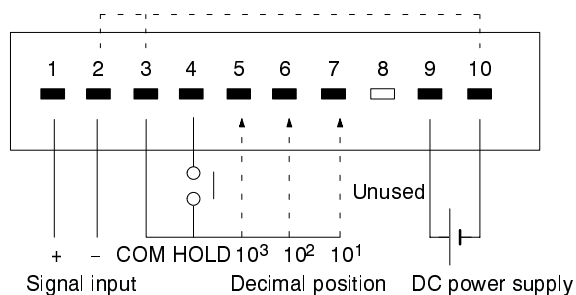 1 2 3 4 5 6 7 8 9 10
Unused
+ − COM HOLD 10³ 10² 10¹
Signal input Decimal position DC power supply